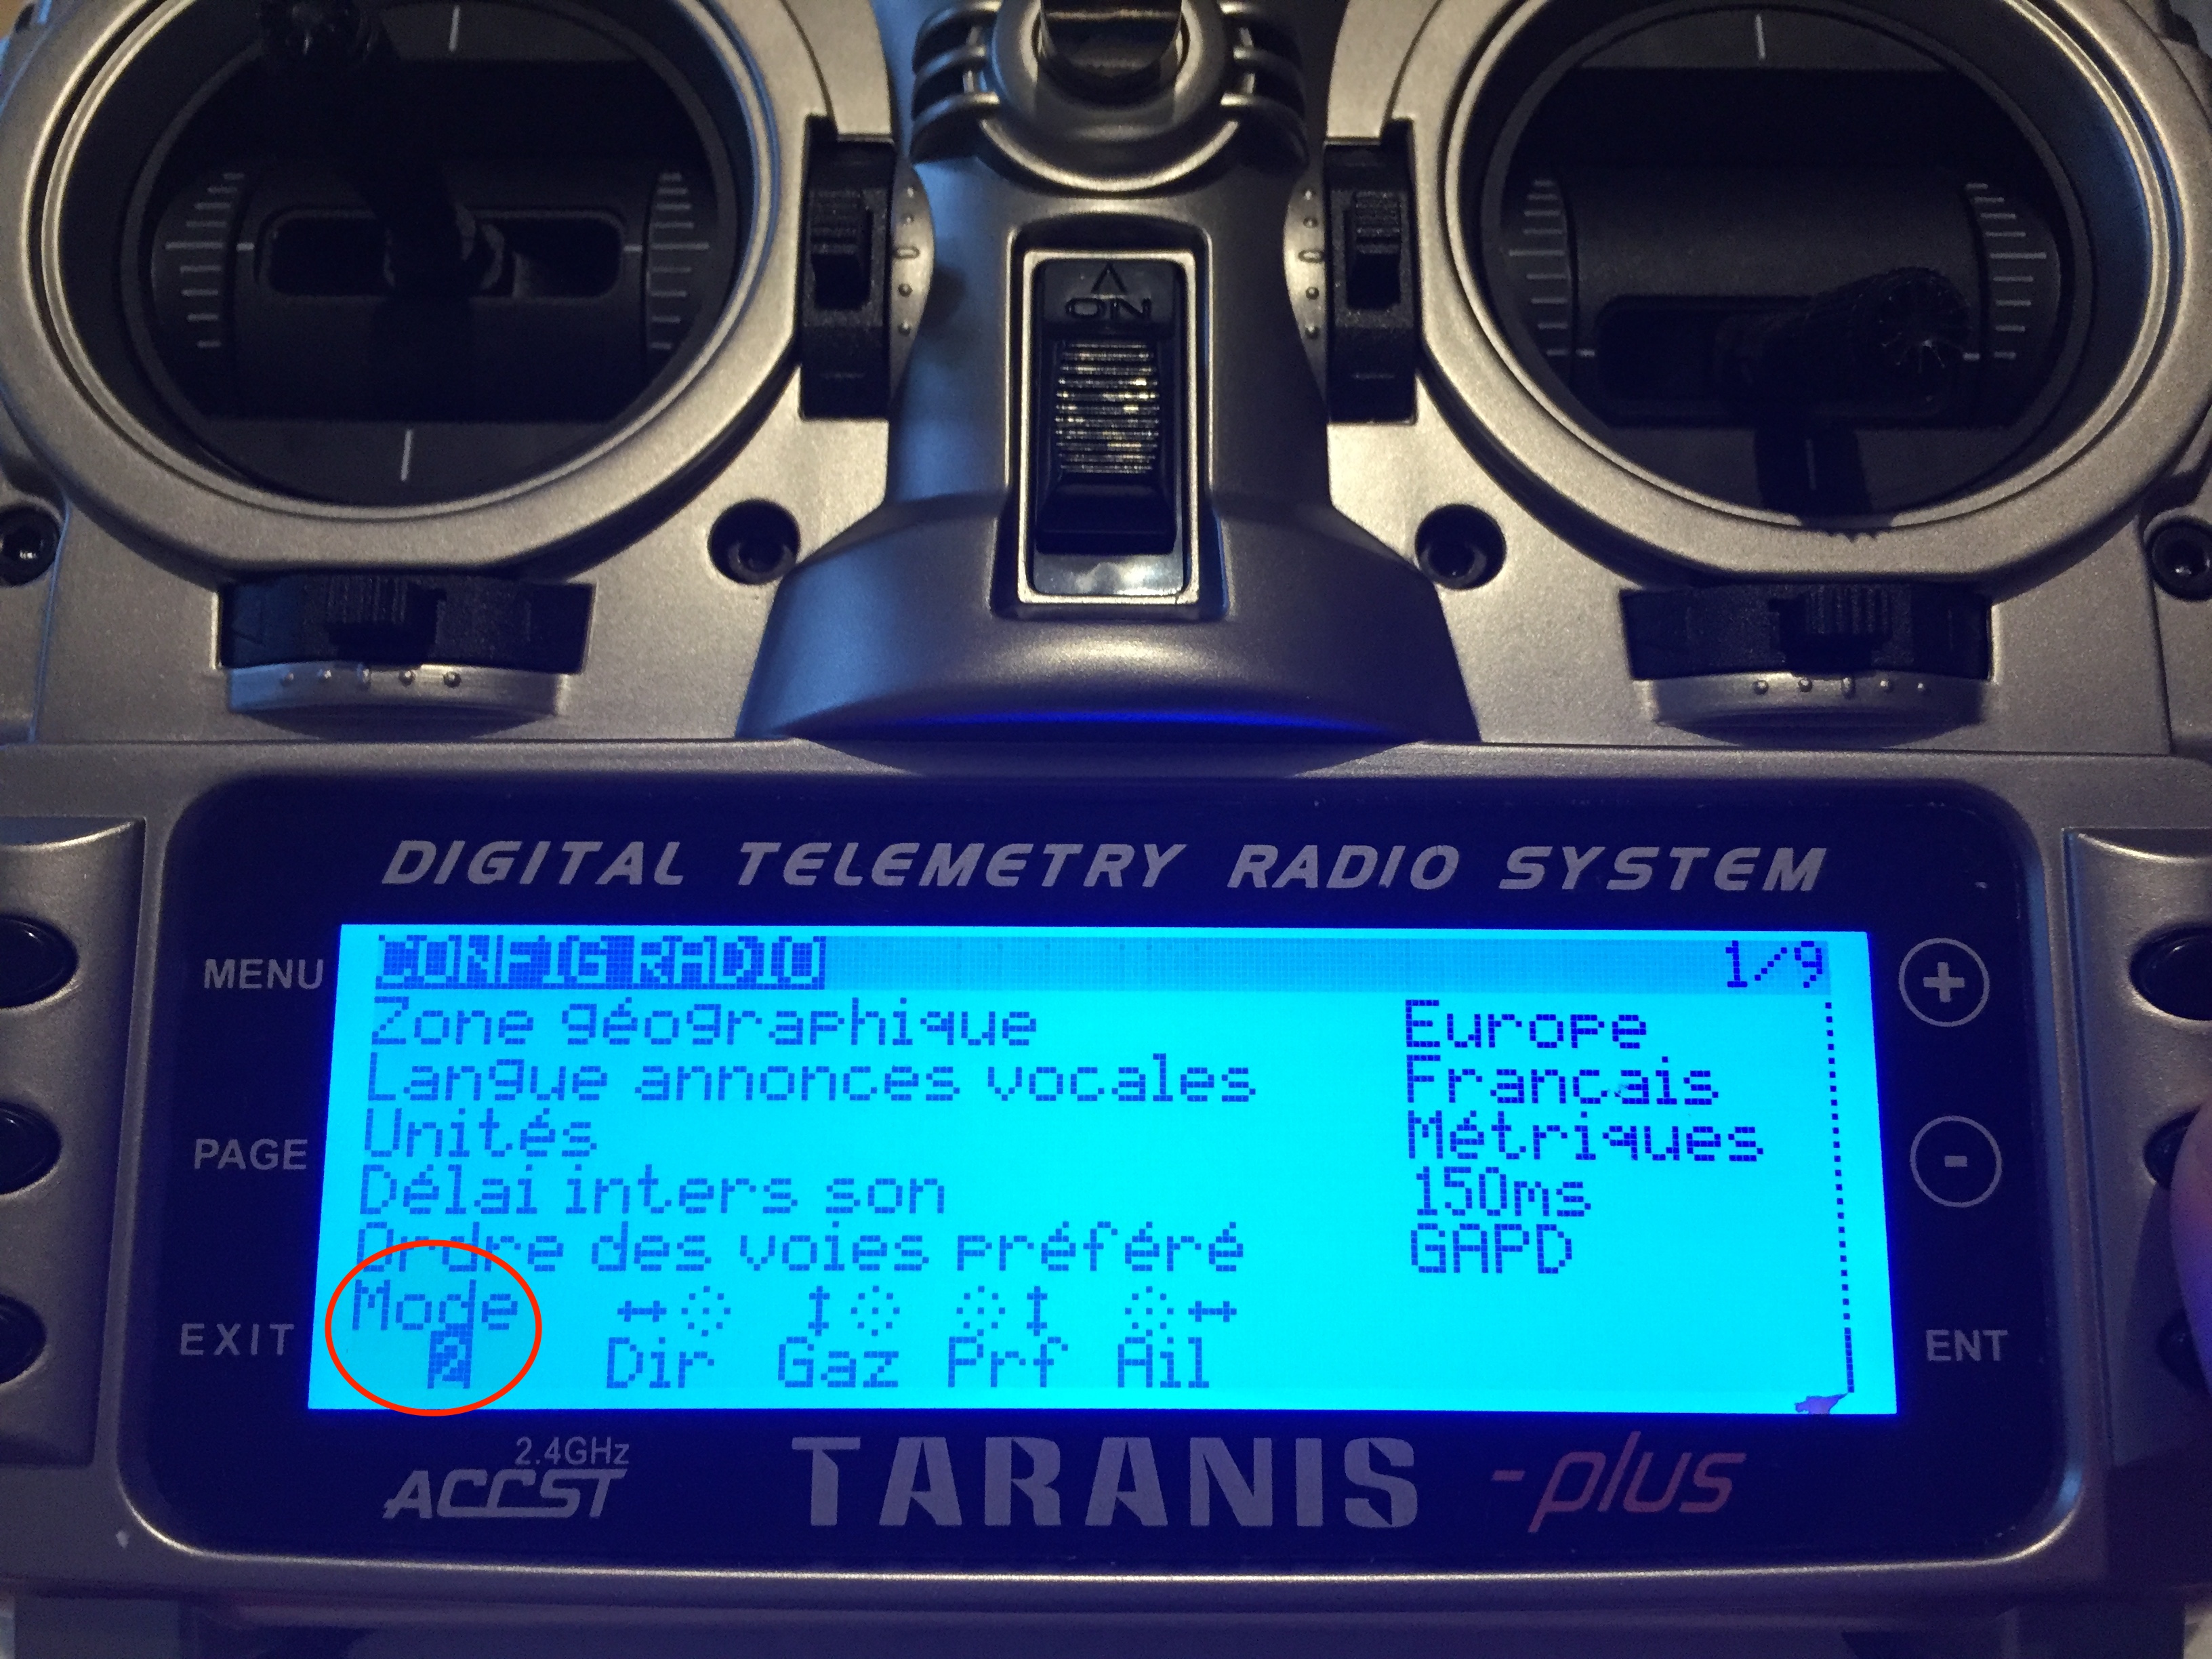 ON
DIGITAL TELEMETRY RADIO SYSTEM
MENU
PAGE
EXIT
CONFIG RADIO 1/9
Zone géographique Europe
Langue annonces vocales Francais
Unités Métriques
Délai inters son 150ms
Ordre des voies préféré GAPD
Mode
2 Dir Gaz Prf Ail
+
-
ENT
2.4GHz
ACCST
TARANIS -plus